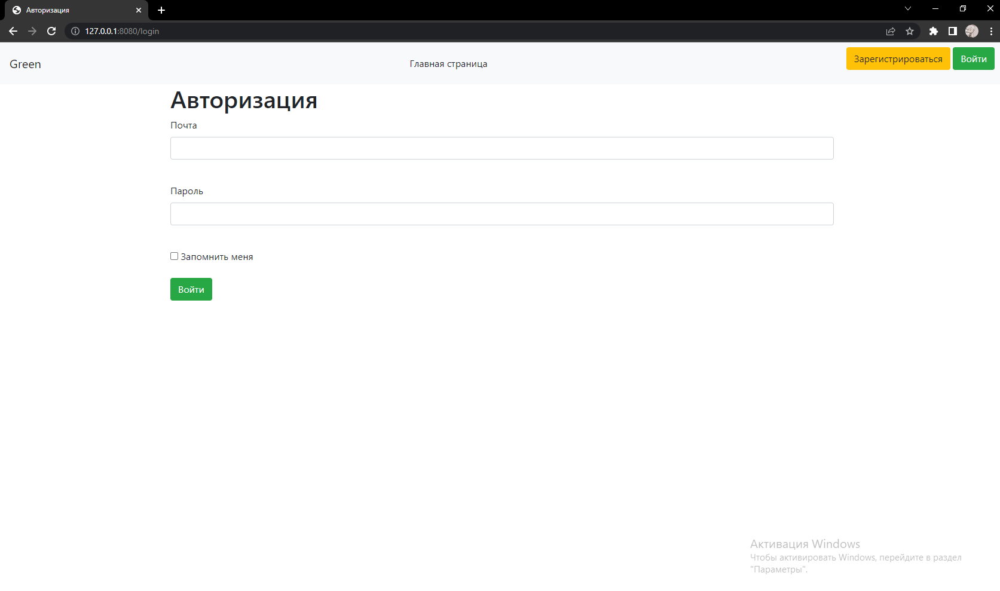 Авторизация
127.0.0.1:8080/login
Green
Главная страница
Зарегистрироваться
Войти
Авторизация
Почта
Пароль
Запомнить меня
Войти
Активация Windows
Чтобы активировать Windows, перейдите в раздел
"Параметры".